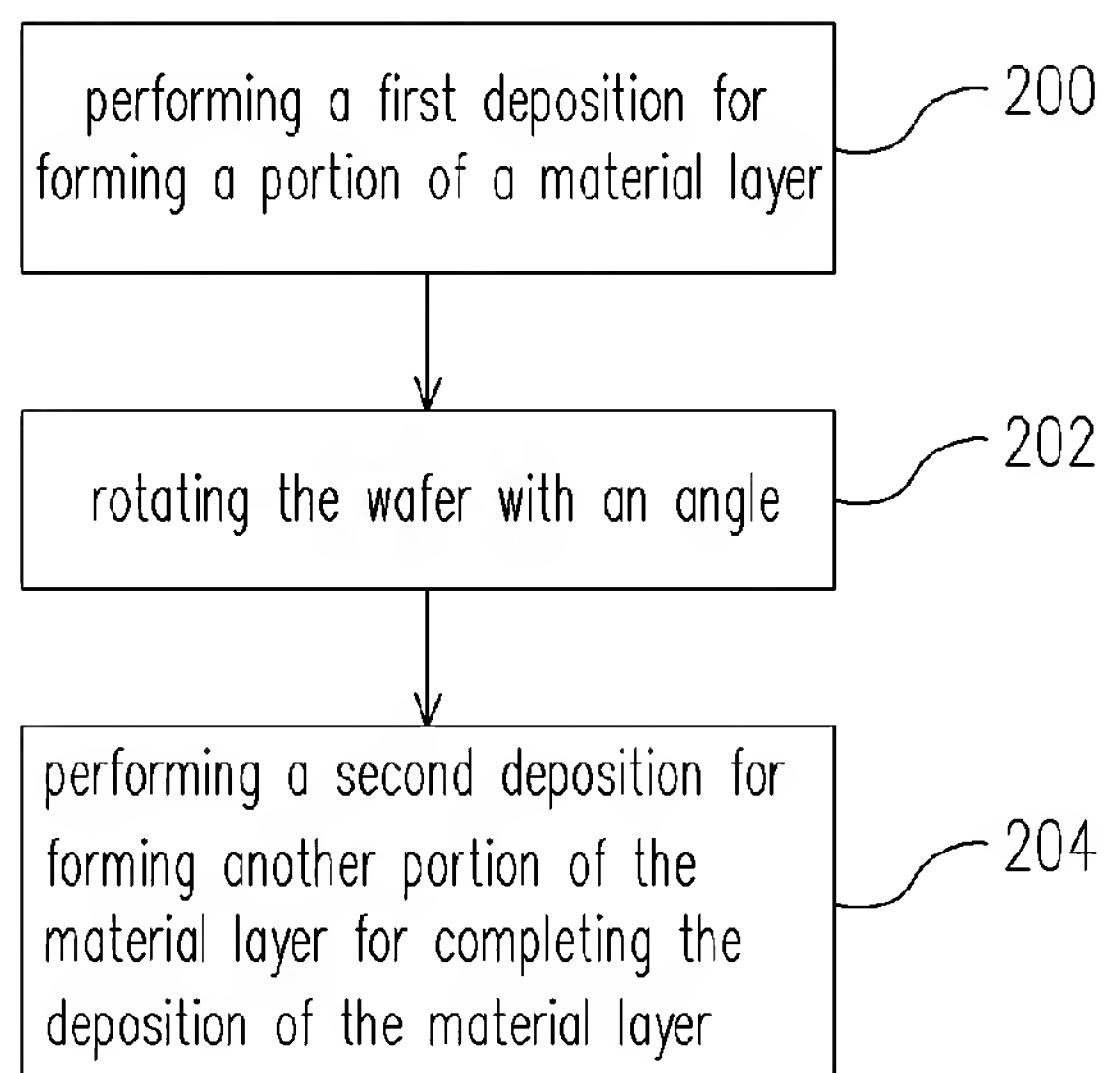 performing a first deposition for
forming a portion of a material layer
200
rotating the wafer with an angle
202
performing a second deposition for
forming another portion of the
material layer for completing the
deposition of the material layer
204